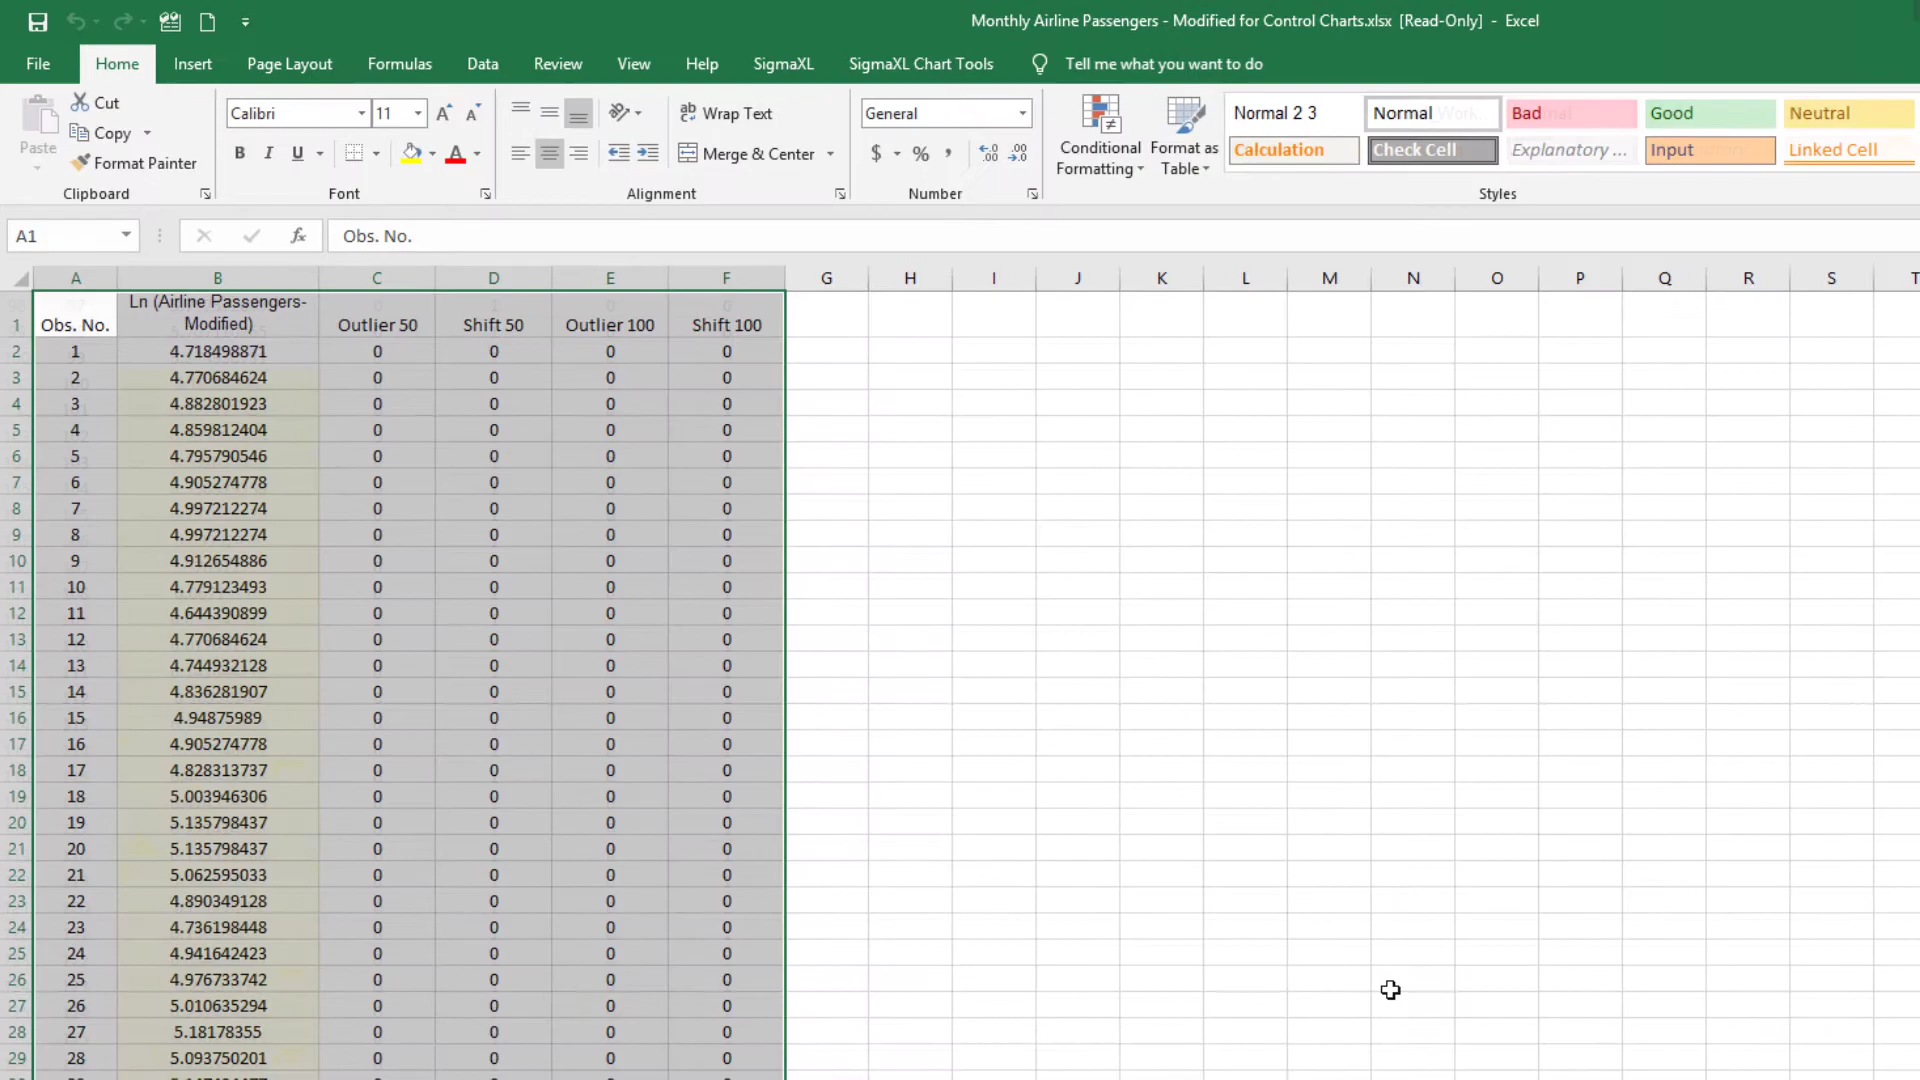 Monthly Airline Passengers - Modified for Control Charts.xlsx [Read-Only] - Excel
File Home Insert Page Layout Formulas Data Review View Help SigmaXL SigmaXL Chart Tools Tell me what you want to do
Paste
Cut
Copy
Format Painter
Clipboard
Calibri 11
B I U A
Font
Wrap Text
Merge & Center
Alignment
General
$ % ,
Number
Conditional Formatting
Format as Table
Normal 2 3 Normal Bad Good Neutral
Calculation Check Cell Explanatory ... Input Linked Cell
Styles
A1 fx Obs. No.
A B C D E F G H I J K L M N O P Q R S T
Ln (Airline Passengers-
1 Obs. No. Modified) Outlier 50 Shift 50 Outlier 100 Shift 100
2 1 4.718498871 0 0 0 0
3 2 4.770684624 0 0 0 0
4 3 4.882801923 0 0 0 0
5 4 4.859812404 0 0 0 0
6 5 4.795790546 0 0 0 0
7 6 4.905274778 0 0 0 0
8 7 4.997212274 0 0 0 0
9 8 4.997212274 0 0 0 0
10 9 4.912654886 0 0 0 0
11 10 4.779123493 0 0 0 0
12 11 4.644390899 0 0 0 0
13 12 4.770684624 0 0 0 0
14 13 4.744932128 0 0 0 0
15 14 4.836281907 0 0 0 0
16 15 4.94875989 0 0 0 0
17 16 4.905274778 0 0 0 0
18 17 4.828313737 0 0 0 0
19 18 5.003946306 0 0 0 0
20 19 5.135798437 0 0 0 0
21 20 5.135798437 0 0 0 0
22 21 5.062595033 0 0 0 0
23 22 4.890349128 0 0 0 0
24 23 4.736198448 0 0 0 0
25 24 4.941642423 0 0 0 0
26 25 4.976733742 0 0 0 0
27 26 5.010635294 0 0 0 0
28 27 5.18178355 0 0 0 0
29 28 5.093750201 0 0 0 0